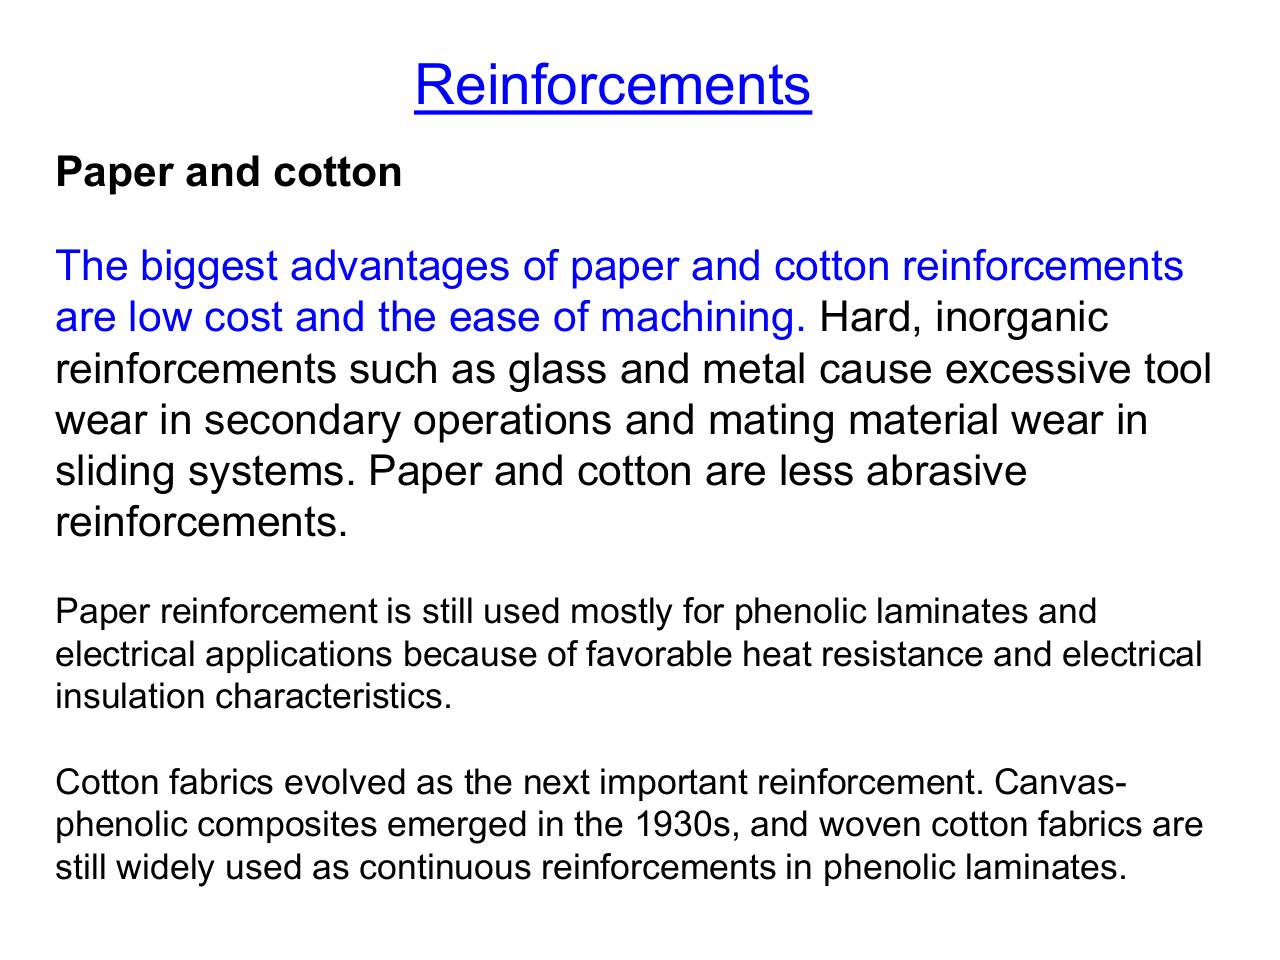 Reinforcements
Paper and cotton
The biggest advantages of paper and cotton reinforcements
are low cost and the ease of machining. Hard, inorganic
reinforcements such as glass and metal cause excessive tool
wear in secondary operations and mating material wear in
sliding systems. Paper and cotton are less abrasive
reinforcements.
Paper reinforcement is still used mostly for phenolic laminates and
electrical applications because of favorable heat resistance and electrical
insulation characteristics.
Cotton fabrics evolved as the next important reinforcement. Canvas-
phenolic composites emerged in the 1930s, and woven cotton fabrics are
still widely used as continuous reinforcements in phenolic laminates.